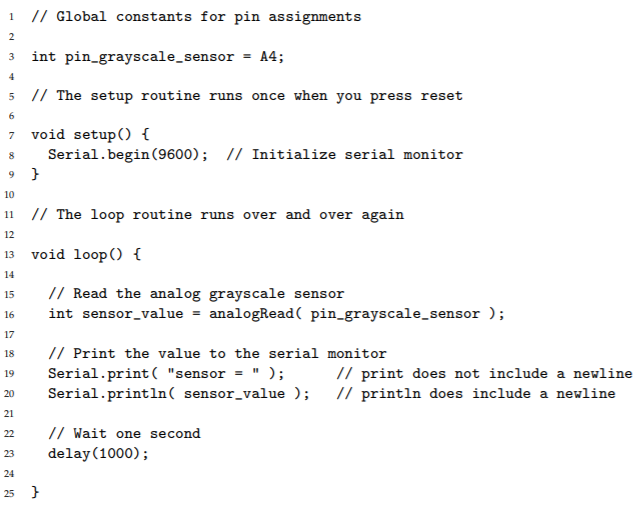 1 // Global constants for pin assignments
2
3 int pin_grayscale_sensor = A4;
4
5 // The setup routine runs once when you press reset
6
7 void setup() {
8   Serial.begin(9600);  // Initialize serial monitor
9 }
10
11 // The loop routine runs over and over again
12
13 void loop() {
14
15   // Read the analog grayscale sensor
16   int sensor_value = analogRead( pin_grayscale_sensor );
17
18   // Print the value to the serial monitor
19   Serial.print( "sensor = " );      // print does not include a newline
20   Serial.println( sensor_value );   // println does include a newline
21
22   // Wait one second
23   delay(1000);
24
25 }